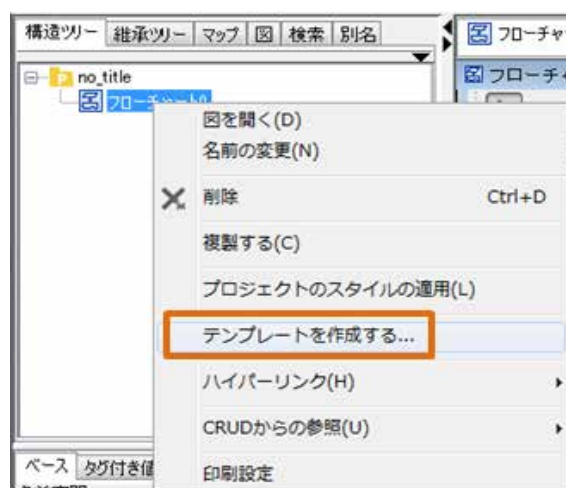 構造ツリー 継承ツリー マップ 図 検索 別名
フローチャ
no_title
フローチャート0
フローチ
図を開く(D)
名前の変更(N)
削除 Ctrl+D
複製する(C)
プロジェクトのスタイルの適用(L)
テンプレートを作成する...
ハイパーリンク(H)
CRUDからの参照(U)
印刷設定
ベース タグ付き値